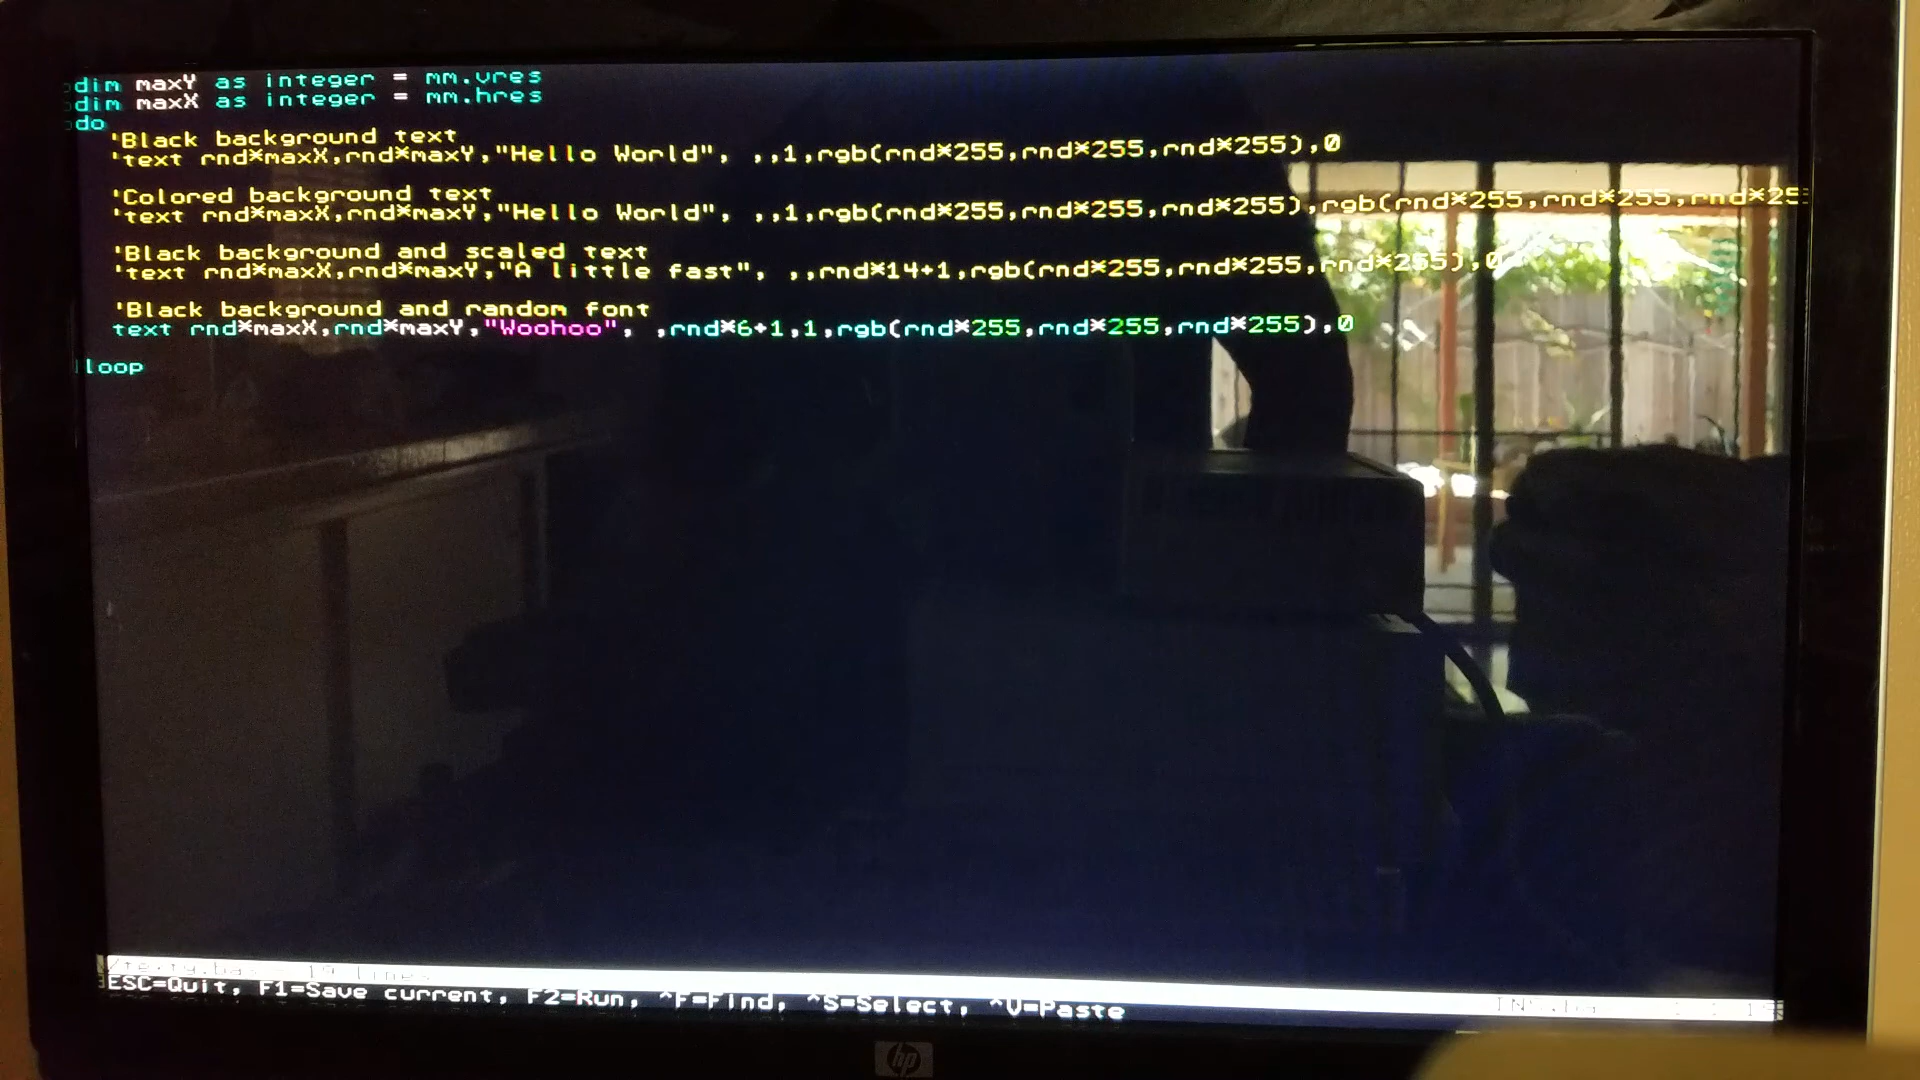 dim maxY as integer = mm.vres
dim maxX as integer = mm.hres
do
'Black background text
'text rnd*maxX,rnd*maxY,"Hello World", ,,1,rgb(rnd*255,rnd*255,rnd*255),0
'Colored background text
'text rnd*maxX,rnd*maxY,"Hello World", ,,1,rgb(rnd*255,rnd*255,rnd*255),rgb(rnd*255,rnd*255,rnd*25
'Black background and scaled text
'text rnd*maxX,rnd*maxY,"A little fast", ,,rnd*14+1,rgb(rnd*255,rnd*255,rnd*255),0
'Black background and random font
text rnd*maxX,rnd*maxY,"Woohoo", ,rnd*6+1,1,rgb(rnd*255,rnd*255,rnd*255),0
loop
19 lines
ESC=Quit, F1=Save current, F2=Run, ^F=Find, ^S=Select, ^V=Paste
hp